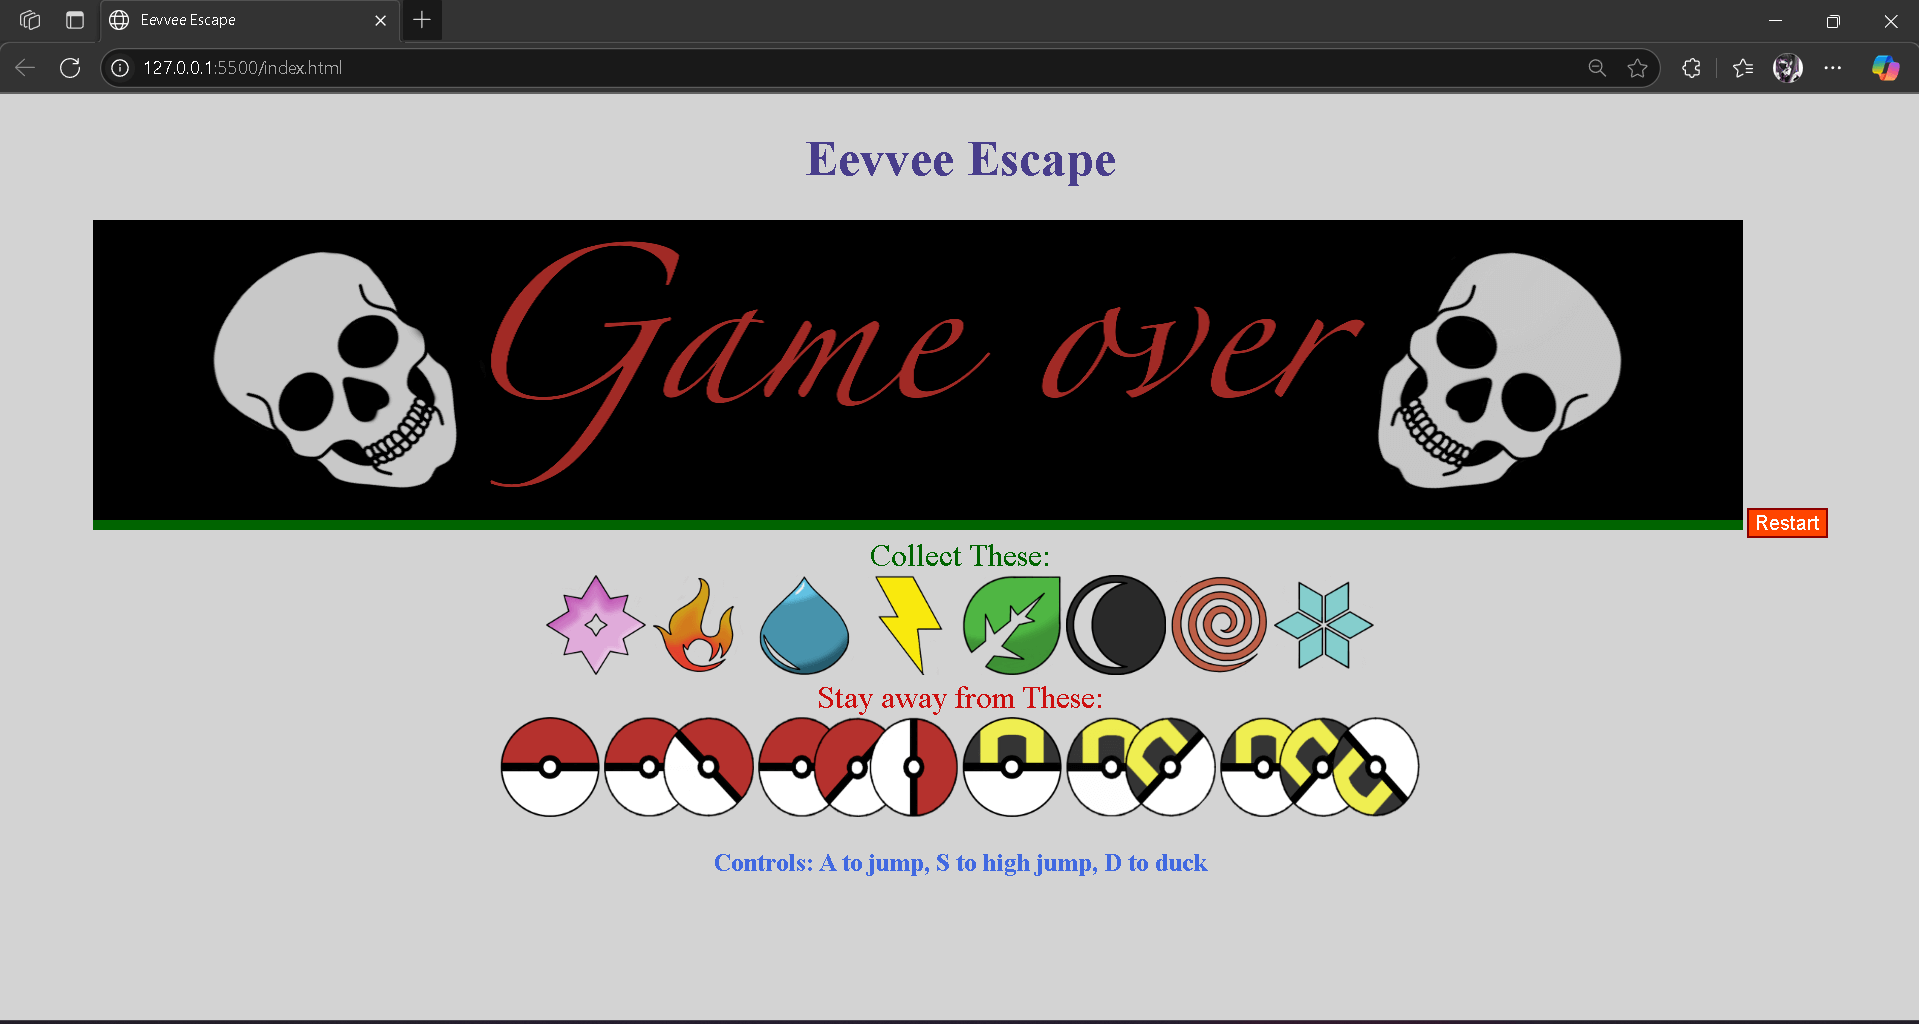 Eevvee Escape
127.0.0.1:5500/index.html
Eevvee Escape
Game over
Restart
Collect These:
Stay away from These:
Controls: A to jump, S to high jump, D to duck